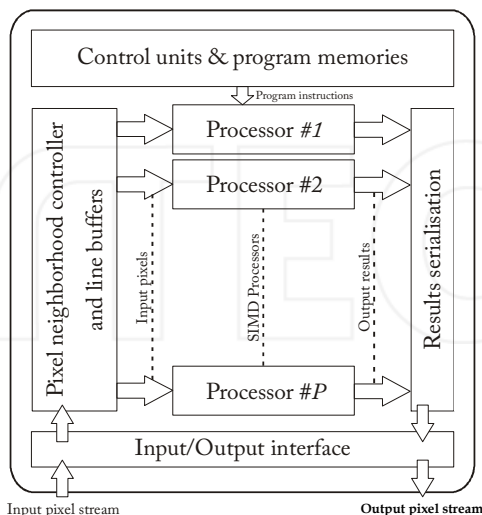 Control units & program memories
Program instructions
Pixel neighborhood controller
and line buffers
Processor #1
Processor #2
Input pixels
SIMD Processors
Output results
Processor #P
Results serialisation
Input/Output interface
Input pixel stream
Output pixel stream